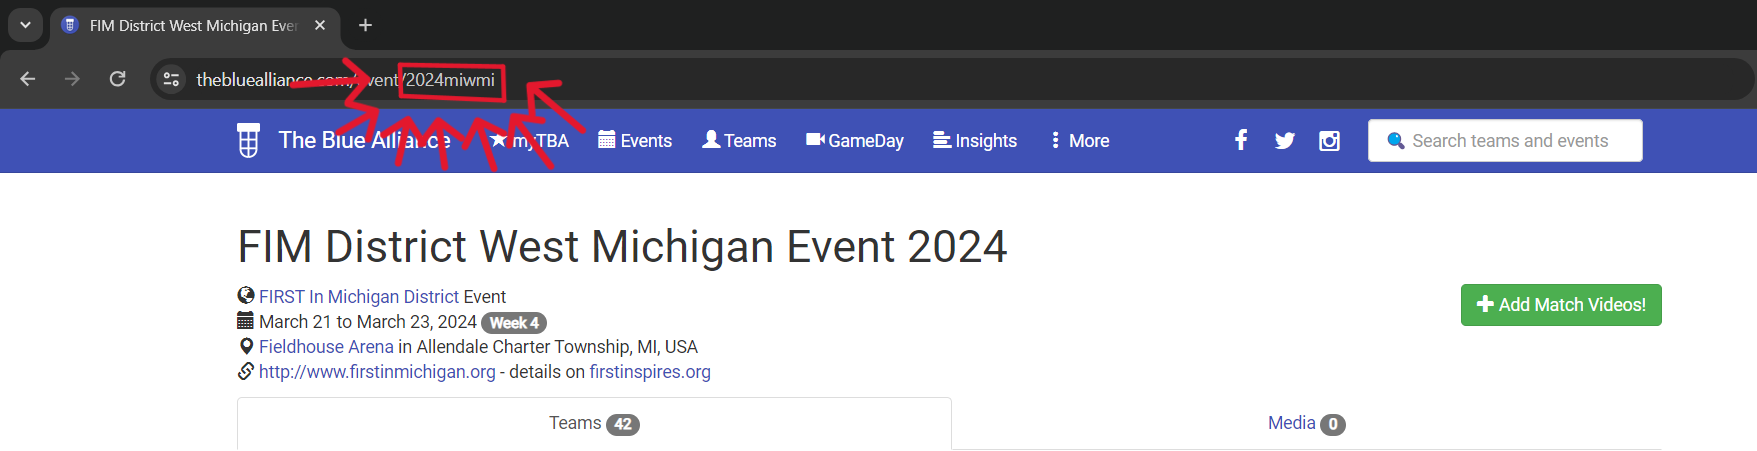 FIM District West Michigan Even
thebluealliance.com/event/2024miwmi
The Blue Alliance myTBA Events Teams GameDay Insights More Search teams and events
FIM District West Michigan Event 2024
FIRST In Michigan District Event
March 21 to March 23, 2024 Week 4
Add Match Videos!
Fieldhouse Arena in Allendale Charter Township, MI, USA
http://www.firstinmichigan.org - details on firstinspires.org
Teams 42 Media 0